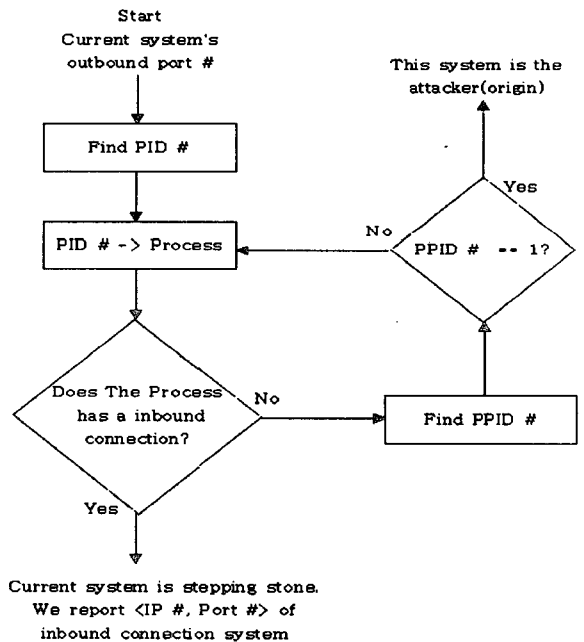 Start
Current system's
outbound port #
Find PID #
PID # -> Process
Does The Process
has a inbound
connection?
No
Yes
Current system is stepping stone.
We report <IP #, Port #> of
inbound connection system
Find PPID #
PPID # == 1?
No
Yes
This system is the
attacker(origin)